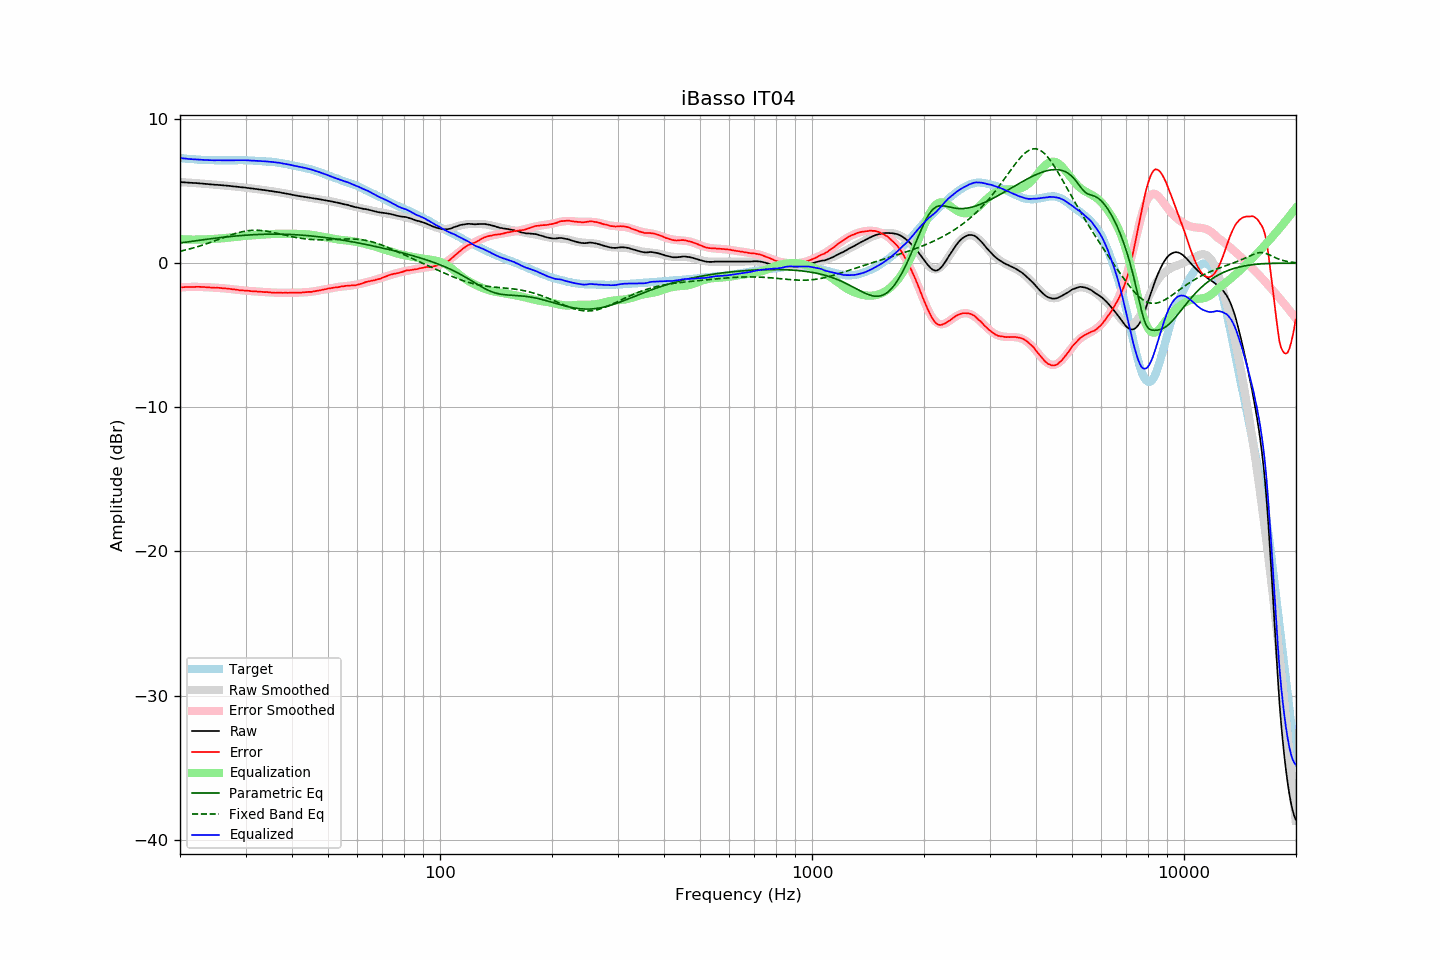 iBasso IT04
10
0
−10
−20
−30
−40
Amplitude (dBr)
Target
Raw Smoothed
Error Smoothed
Raw
Error
Equalization
Parametric Eq
Fixed Band Eq
Equalized
100
1000
10000
Frequency (Hz)